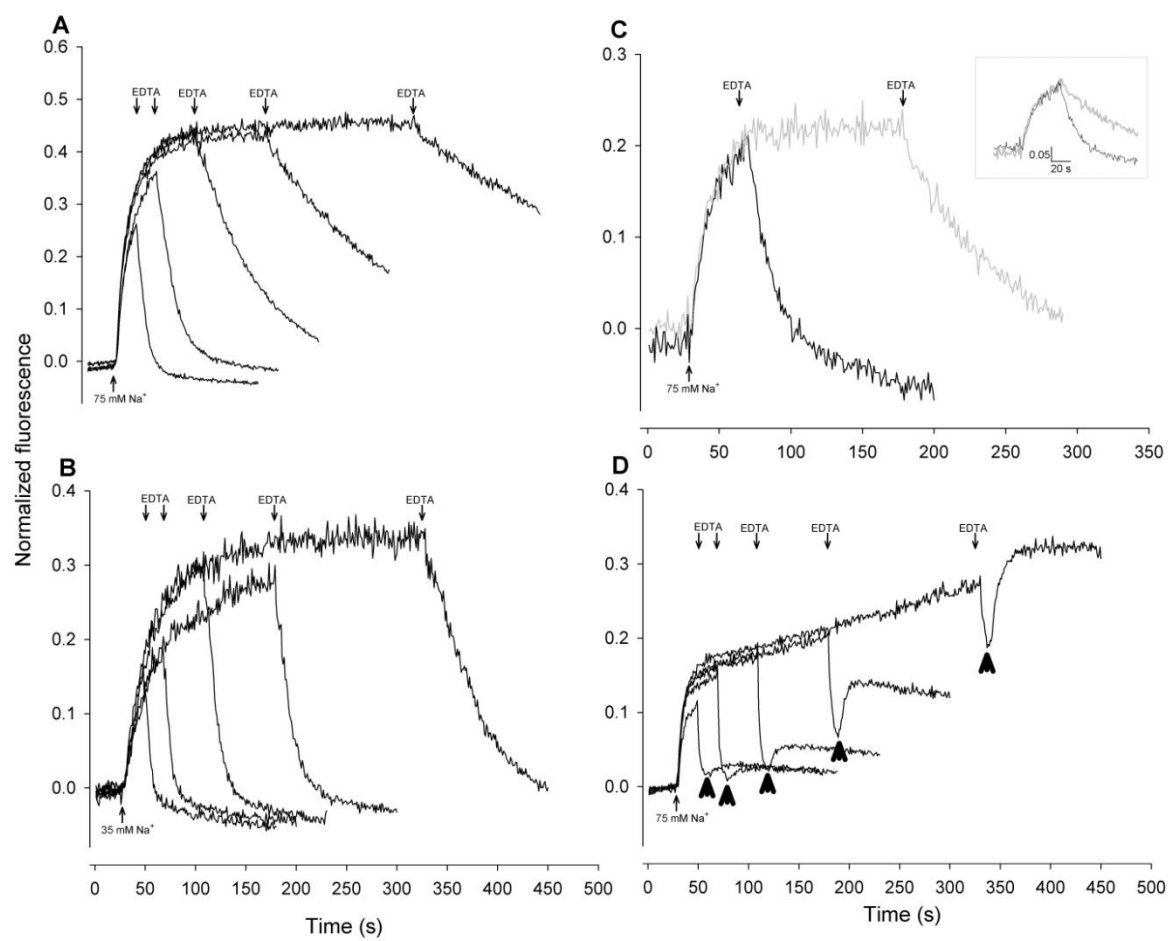 A
0.6
0.5
0.4
0.3
0.2
0.1
0.0
EDTA EDTA EDTA EDTA
75 mM Na⁺
C
0.3
0.2
0.1
0.0
EDTA EDTA
0.05
20 s
75 mM Na⁺
0 50 100 150 200 250 300 350
Normalized fluorescence
B
0.4
0.3
0.2
0.1
0.0
EDTA EDTA EDTA EDTA
35 mM Na⁺
0 50 100 150 200 250 300 350 400 450 500
Time (s)
D
0.4
0.3
0.2
0.1
0.0
EDTA EDTA EDTA EDTA
75 mM Na⁺
0 50 100 150 200 250 300 350 400 450 500
Time (s)